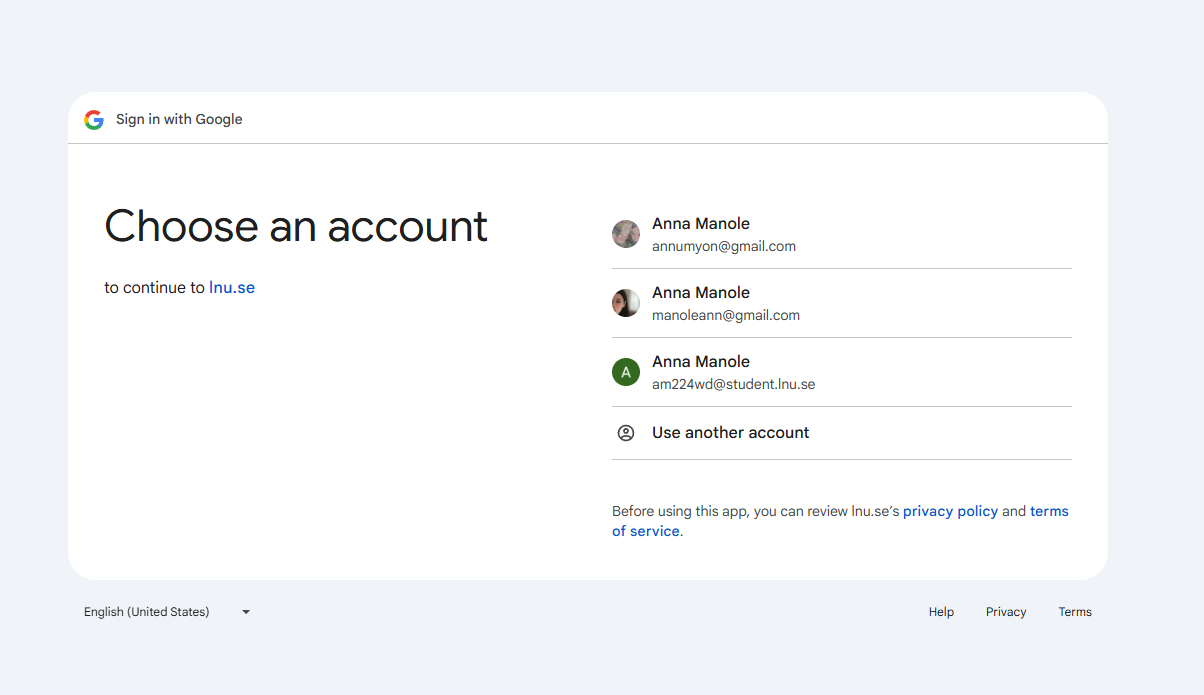 Sign in with Google
Choose an account
to continue to lnu.se
Anna Manole
annumyon@gmail.com
Anna Manole
manoleann@gmail.com
A
Anna Manole
am224wd@student.lnu.se
Use another account
Before using this app, you can review lnu.se’s privacy policy and terms
of service.
English (United States)
Help Privacy Terms